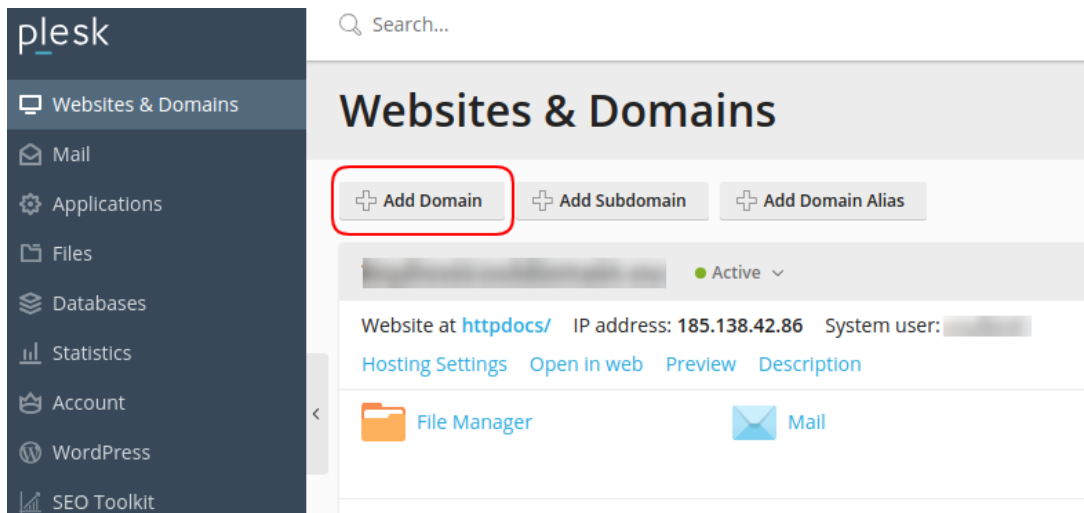 plesk
Search...
Websites & Domains
Mail
Applications
Files
Databases
Statistics
Account
WordPress
SEO Toolkit
Websites & Domains
Add Domain
Add Subdomain
Add Domain Alias
Active
Website at httpdocs/ IP address: 185.138.42.86 System user:
Hosting Settings Open in web Preview Description
File Manager
Mail